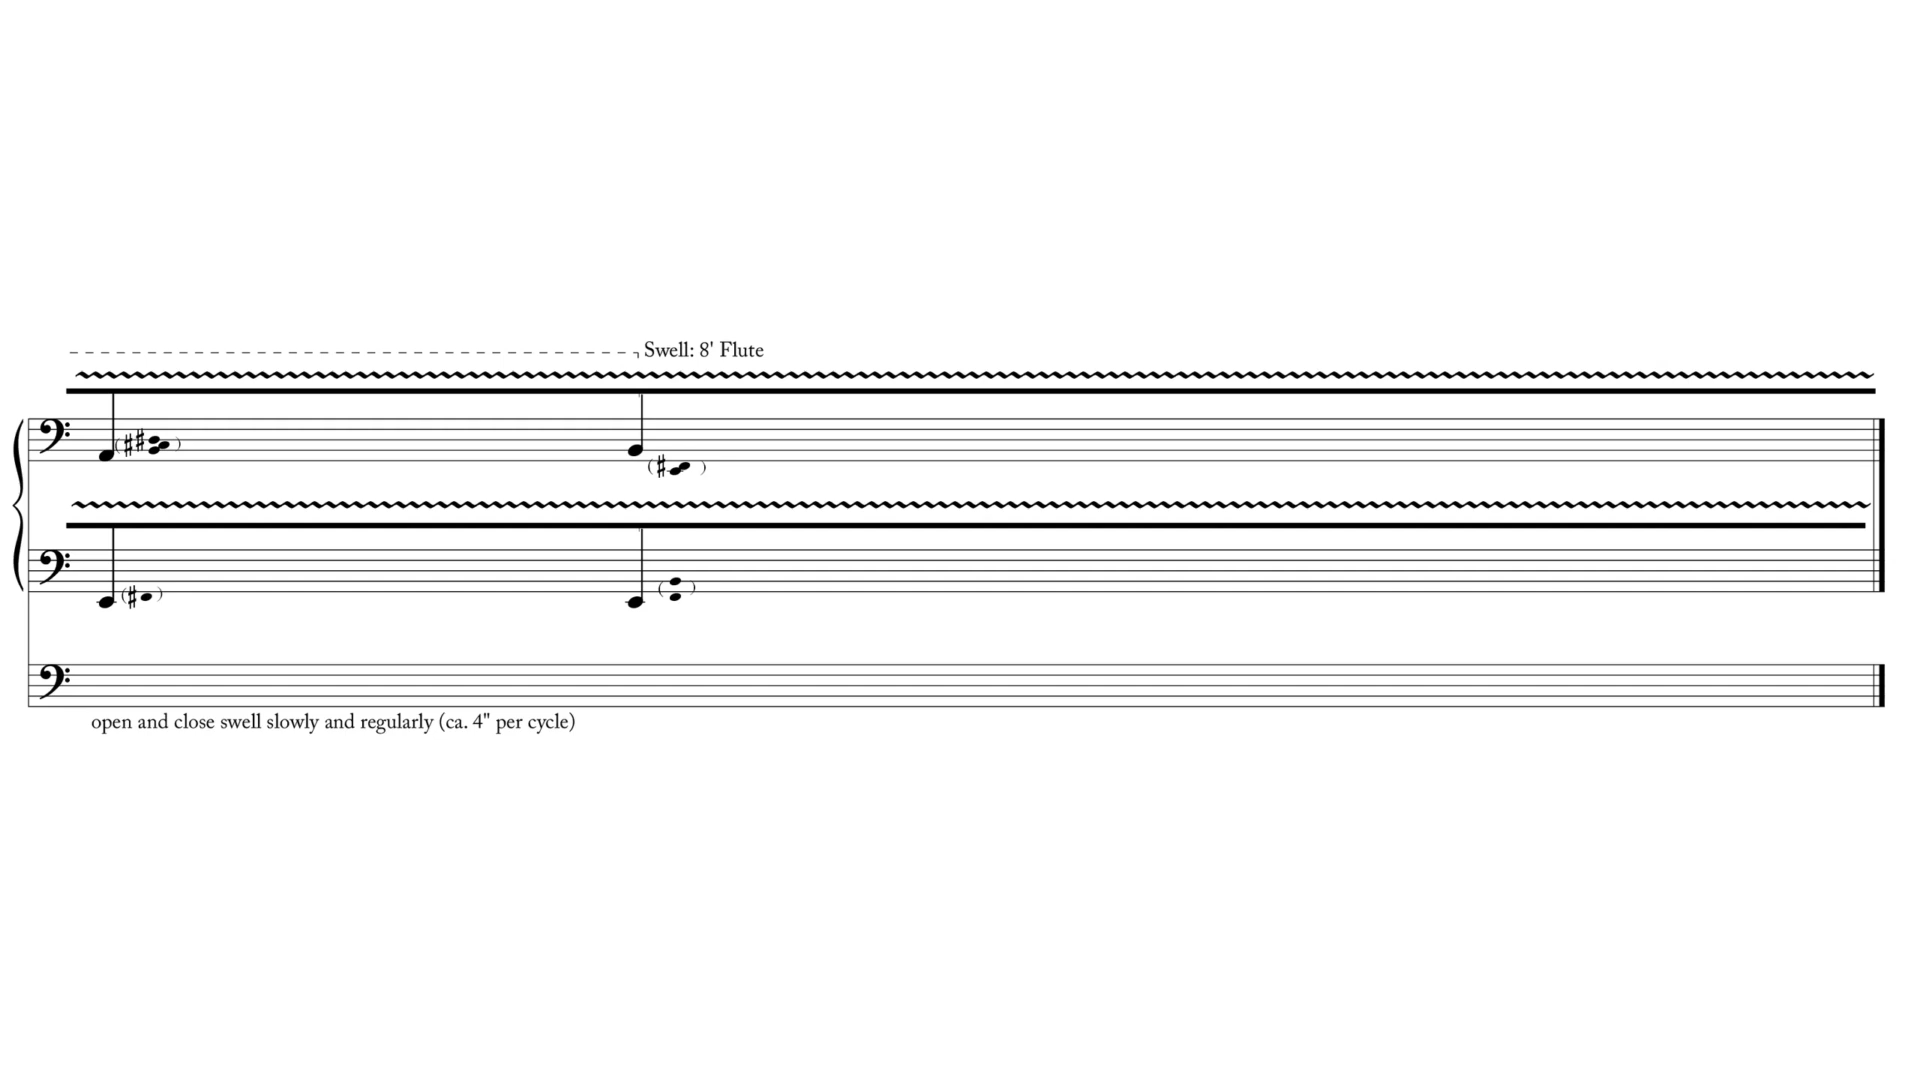 Swell: 8' Flute
open and close swell slowly and regularly (ca. 4" per cycle)